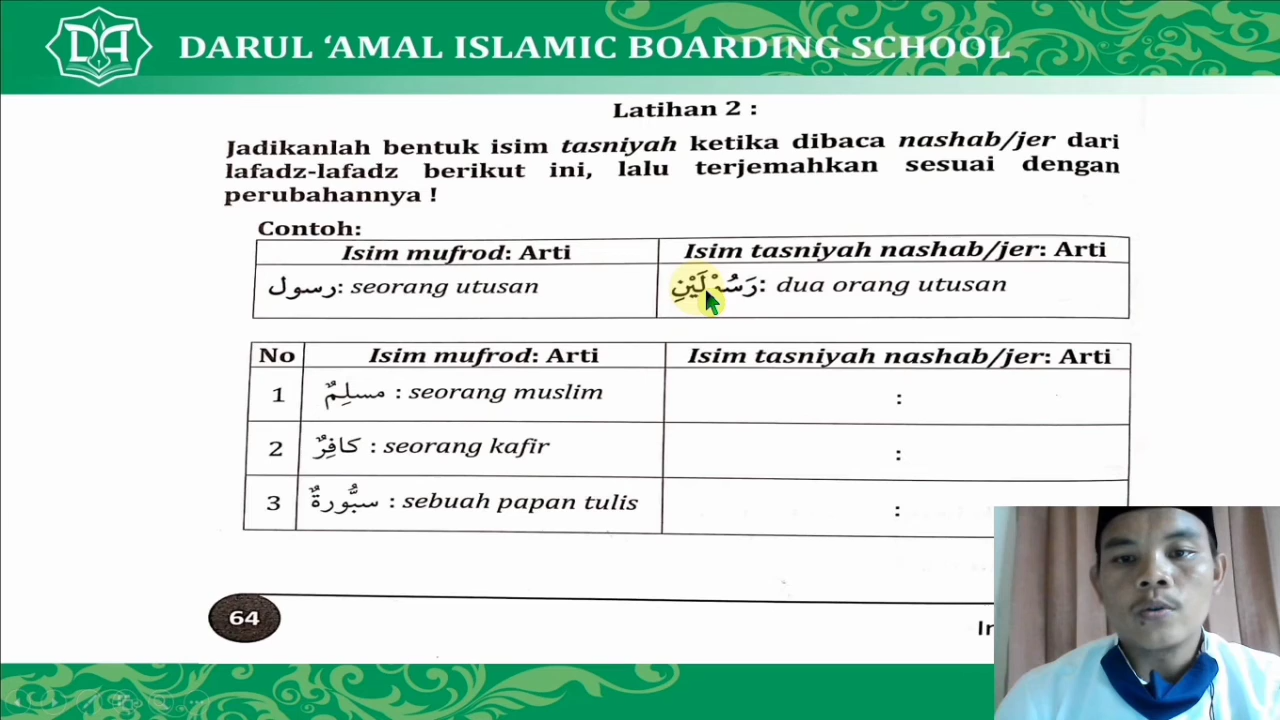 DA
DARUL ‘AMAL ISLAMIC BOARDING SCHOOL
Latihan 2 :
Jadikanlah bentuk isim tasniyah ketika dibaca nashab/jer dari
lafadz-lafadz berikut ini, lalu terjemahkan sesuai dengan
perubahannya !
Contoh:
Isim mufrod: Arti
Isim tasniyah nashab/jer: Arti
رسول: seorang utusan
رَسُوْلَيْنِ: dua orang utusan
No
Isim mufrod: Arti
Isim tasniyah nashab/jer: Arti
1
مسلِمٌ : seorang muslim
:
2
كافِرٌ : seorang kafir
:
3
سبُّورةٌ : sebuah papan tulis
:
64